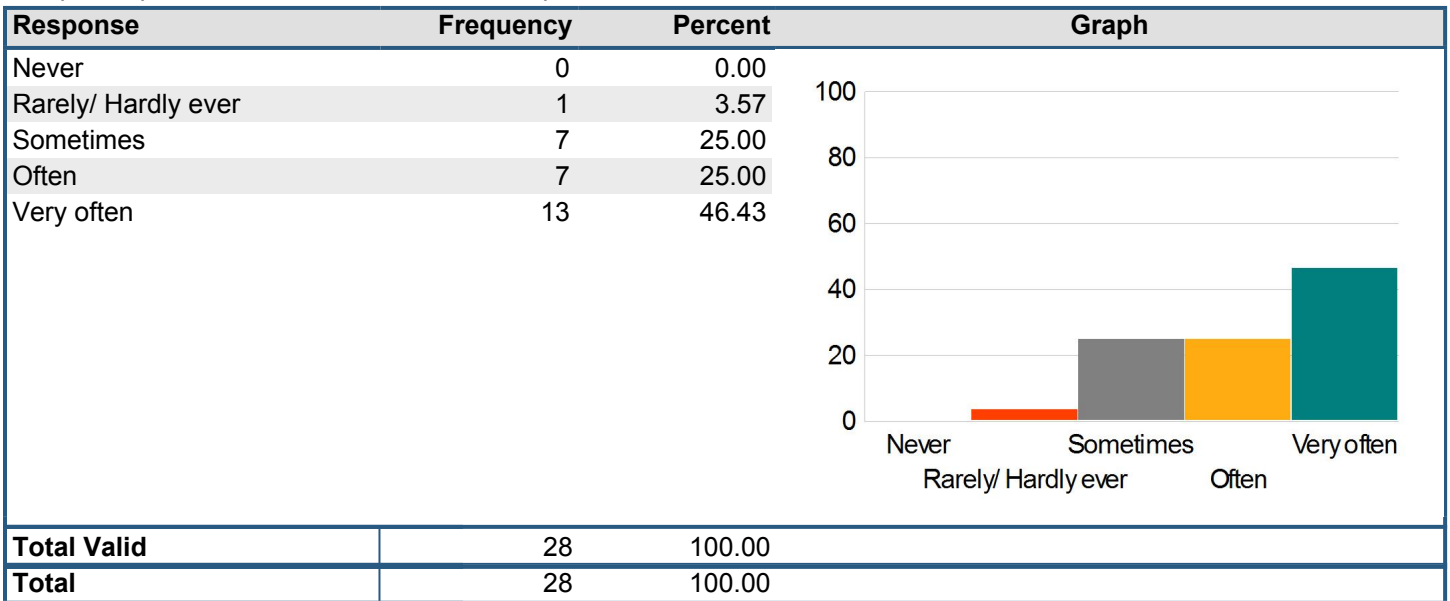 Response Frequency Percent Graph
Never 0 0.00
Rarely/ Hardly ever 1 3.57
Sometimes 7 25.00
Often 7 25.00
Very often 13 46.43
100
80
60
40
20
0
Never Sometimes Very often
Rarely/ Hardly ever Often
Total Valid 28 100.00
Total 28 100.00